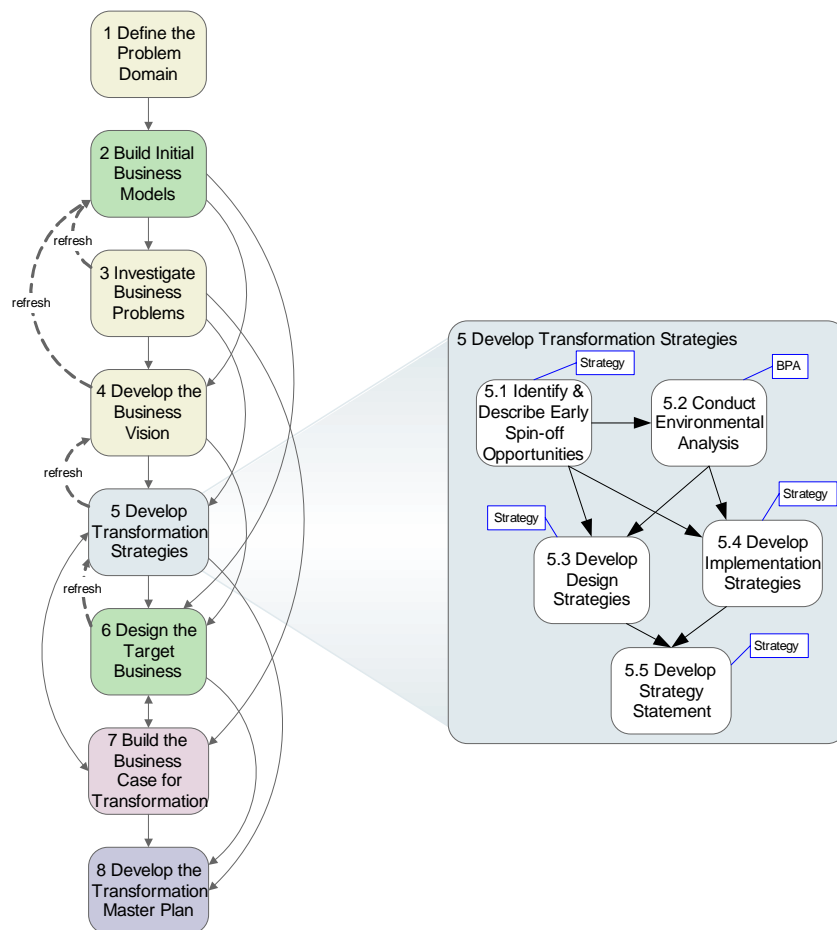 1 Define the
Problem
Domain
2 Build Initial
Business
Models
refresh
3 Investigate
Business
Problems
refresh
4 Develop the
Business
Vision
refresh
5 Develop
Transformation
Strategies
refresh
6 Design the
Target
Business
7 Build the
Business
Case for
Transformation
8 Develop the
Transformation
Master Plan
5 Develop Transformation Strategies
Strategy
BPA
5.1 Identify &
Describe Early
Spin-off
Opportunities
5.2 Conduct
Environmental
Analysis
Strategy
Strategy
5.3 Develop
Design
Strategies
5.4 Develop
Implementation
Strategies
Strategy
5.5 Develop
Strategy
Statement